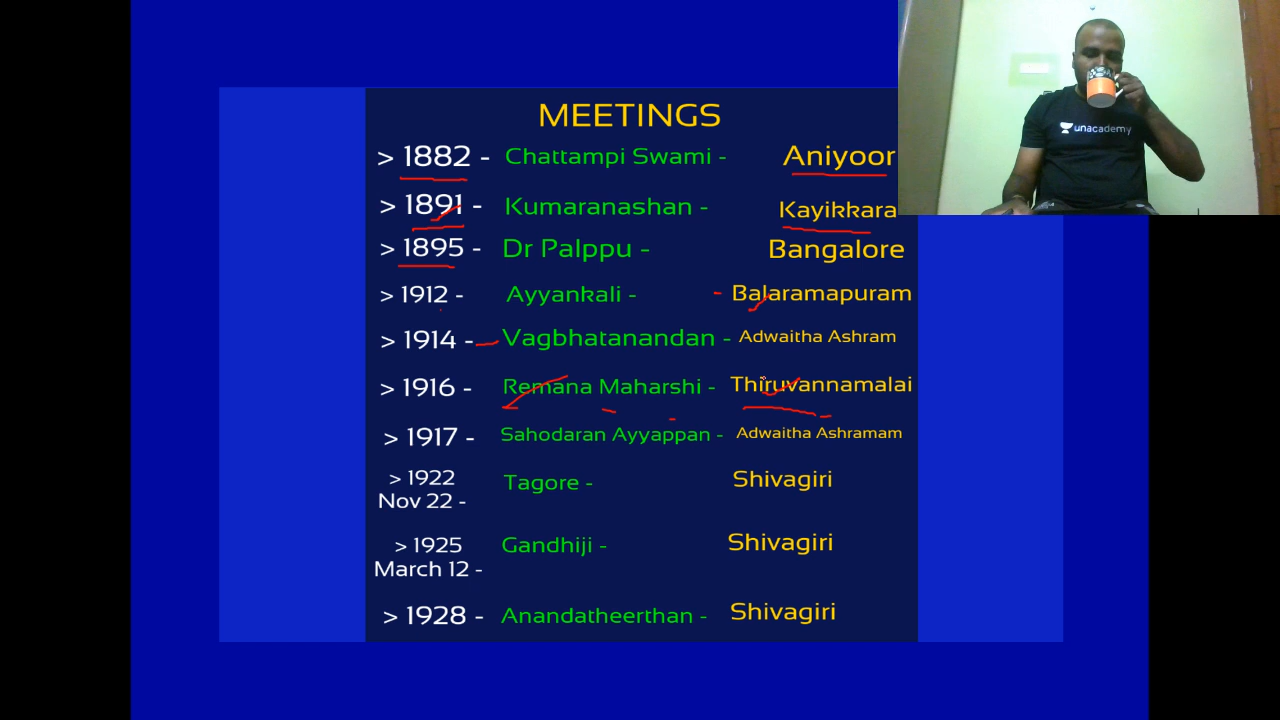 MEETINGS
> 1882 - Chattampi Swami - Aniyoor
> 1891 - Kumaranashan - Kayikkara
> 1895 - Dr Palppu - Bangalore
> 1912 - Ayyankali - - Balaramapuram
> 1914 - Vagbhatanandan - Adwaitha Ashram
> 1916 - Remana Maharshi - Thiruvannamalai
> 1917 - Sahodaran Ayyappan - Adwaitha Ashramam
> 1922
Nov 22 - Tagore - Shivagiri
> 1925
March 12 - Gandhiji - Shivagiri
> 1928 - Anandatheerthan - Shivagiri
unacademy